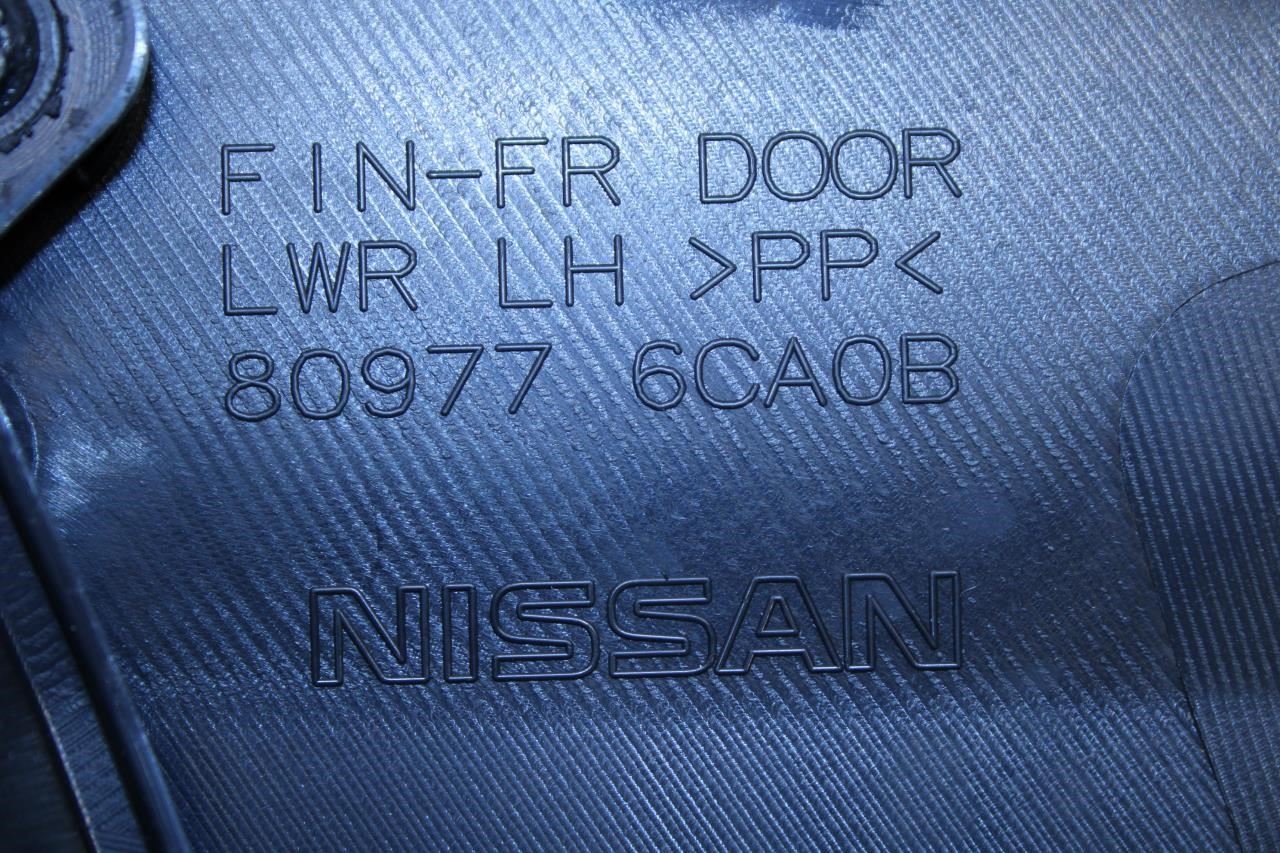 FIN-FR DOOR
LWR LH >PP<
80977 6CA0B
NISSAN